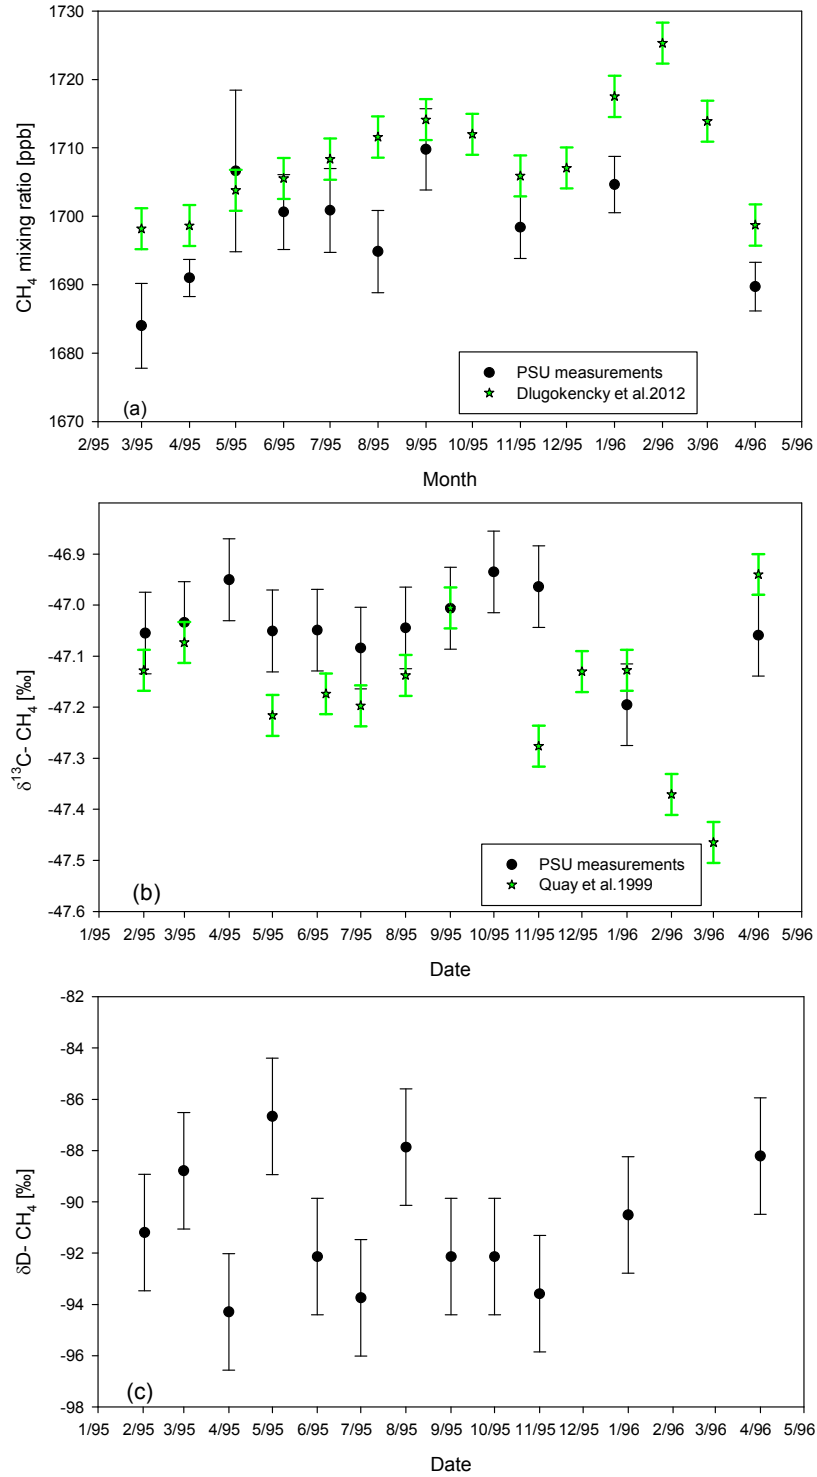 1730
1720
1710
1700
1690
1680
1670
CH4 mixing ratio [ppb]
PSU measurements
Dlugokencky et al.2012
(a)
2/95 3/95 4/95 5/95 6/95 7/95 8/95 9/95 10/95 11/95 12/95 1/96 2/96 3/96 4/96 5/96
Month
-46.9
-47.0
-47.1
-47.2
-47.3
-47.4
-47.5
-47.6
δ13C- CH4 [‰]
PSU measurements
Quay et al.1999
(b)
1/95 2/95 3/95 4/95 5/95 6/95 7/95 8/95 9/95 10/95 11/95 12/95 1/96 2/96 3/96 4/96 5/96
Date
-82
-84
-86
-88
-90
-92
-94
-96
-98
δD- CH4 [‰]
(c)
1/95 2/95 3/95 4/95 5/95 6/95 7/95 8/95 9/95 10/95 11/95 12/95 1/96 2/96 3/96 4/96 5/96
Date